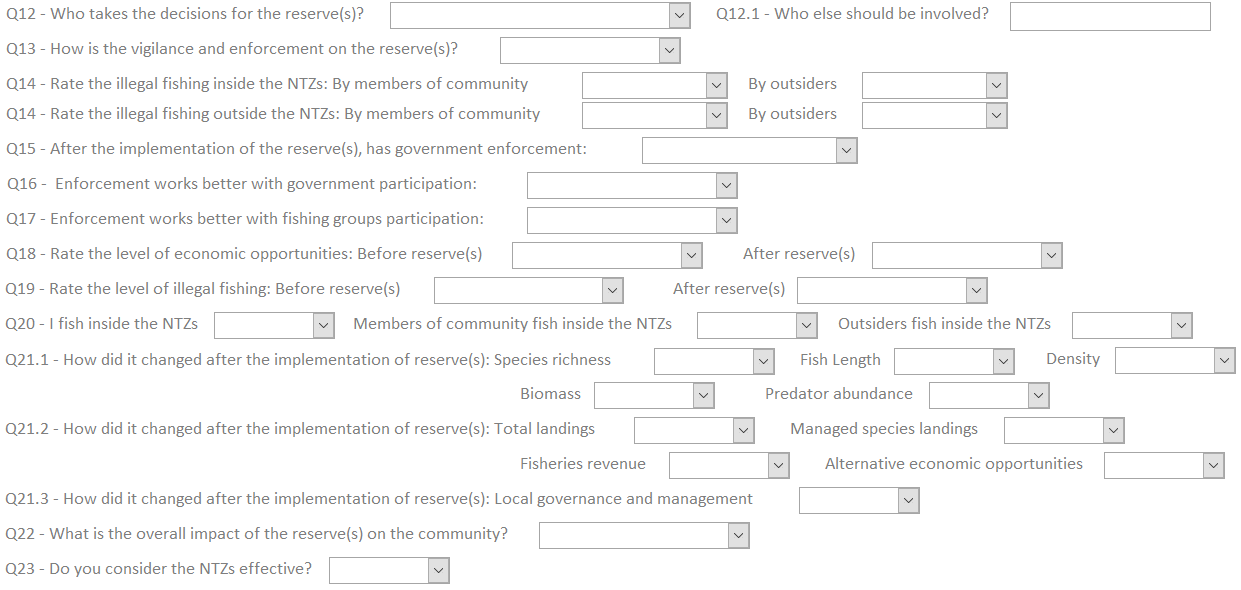 Q12 - Who takes the decisions for the reserve(s)? Q12.1 - Who else should be involved?
Q13 - How is the vigilance and enforcement on the reserve(s)?
Q14 - Rate the illegal fishing inside the NTZs: By members of community By outsiders
Q14 - Rate the illegal fishing outside the NTZs: By members of community By outsiders
Q15 - After the implementation of the reserve(s), has government enforcement:
Q16 -  Enforcement works better with government participation:
Q17 - Enforcement works better with fishing groups participation:
Q18 - Rate the level of economic opportunities: Before reserve(s) After reserve(s)
Q19 - Rate the level of illegal fishing: Before reserve(s) After reserve(s)
Q20 - I fish inside the NTZs Members of community fish inside the NTZs Outsiders fish inside the NTZs
Q21.1 - How did it changed after the implementation of reserve(s): Species richness Fish Length Density
Biomass Predator abundance
Q21.2 - How did it changed after the implementation of reserve(s): Total landings Managed species landings
Fisheries revenue Alternative economic opportunities
Q21.3 - How did it changed after the implementation of reserve(s): Local governance and management
Q22 - What is the overall impact of the reserve(s) on the community?
Q23 - Do you consider the NTZs effective?